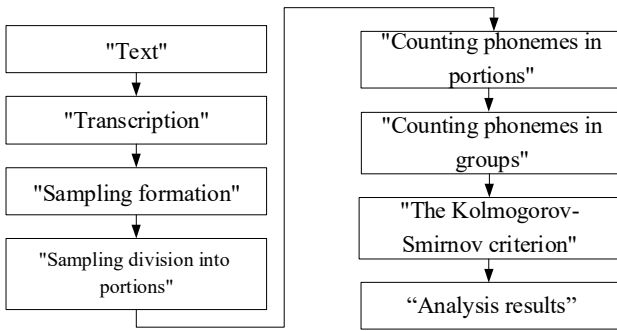 "Text"
"Transcription"
"Sampling formation"
"Sampling division into
portions"
"Counting phonemes in
portions"
"Counting phonemes in
groups"
"The Kolmogorov-
Smirnov criterion"
“Analysis results”